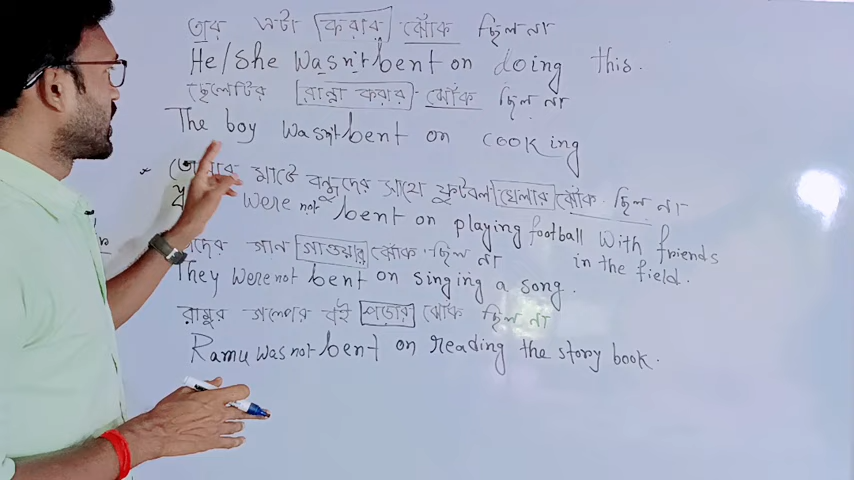 তার এটা করার ঝোঁক ছিল না
He/She wasn't bent on doing this.
ছেলেটির রান্না করার ঝোঁক ছিল না
The boy wasn't bent on cooking
মাঠে বন্ধুদের সাথে ফুটবল খেলার ঝোঁক ছিল না
were not bent on playing football with friends in the field.
গান গাওয়ার ঝোঁক ছিল না
They were not bent on singing a song.
রামুর গল্পের বই পড়ার ঝোঁক ছিল না
Ramu was not bent on reading the story book.